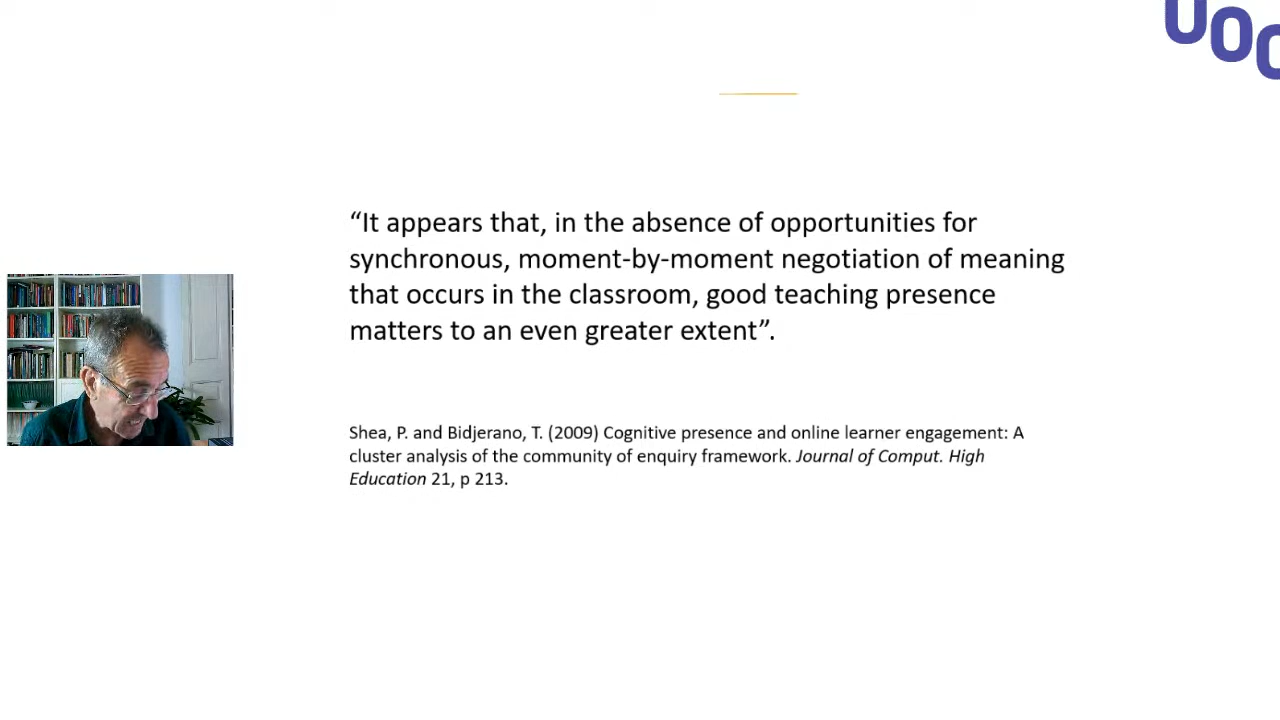 UOC
“It appears that, in the absence of opportunities for
synchronous, moment-by-moment negotiation of meaning
that occurs in the classroom, good teaching presence
matters to an even greater extent”.
Shea, P. and Bidjerano, T. (2009) Cognitive presence and online learner engagement: A
cluster analysis of the community of enquiry framework. Journal of Comput. High
Education 21, p 213.